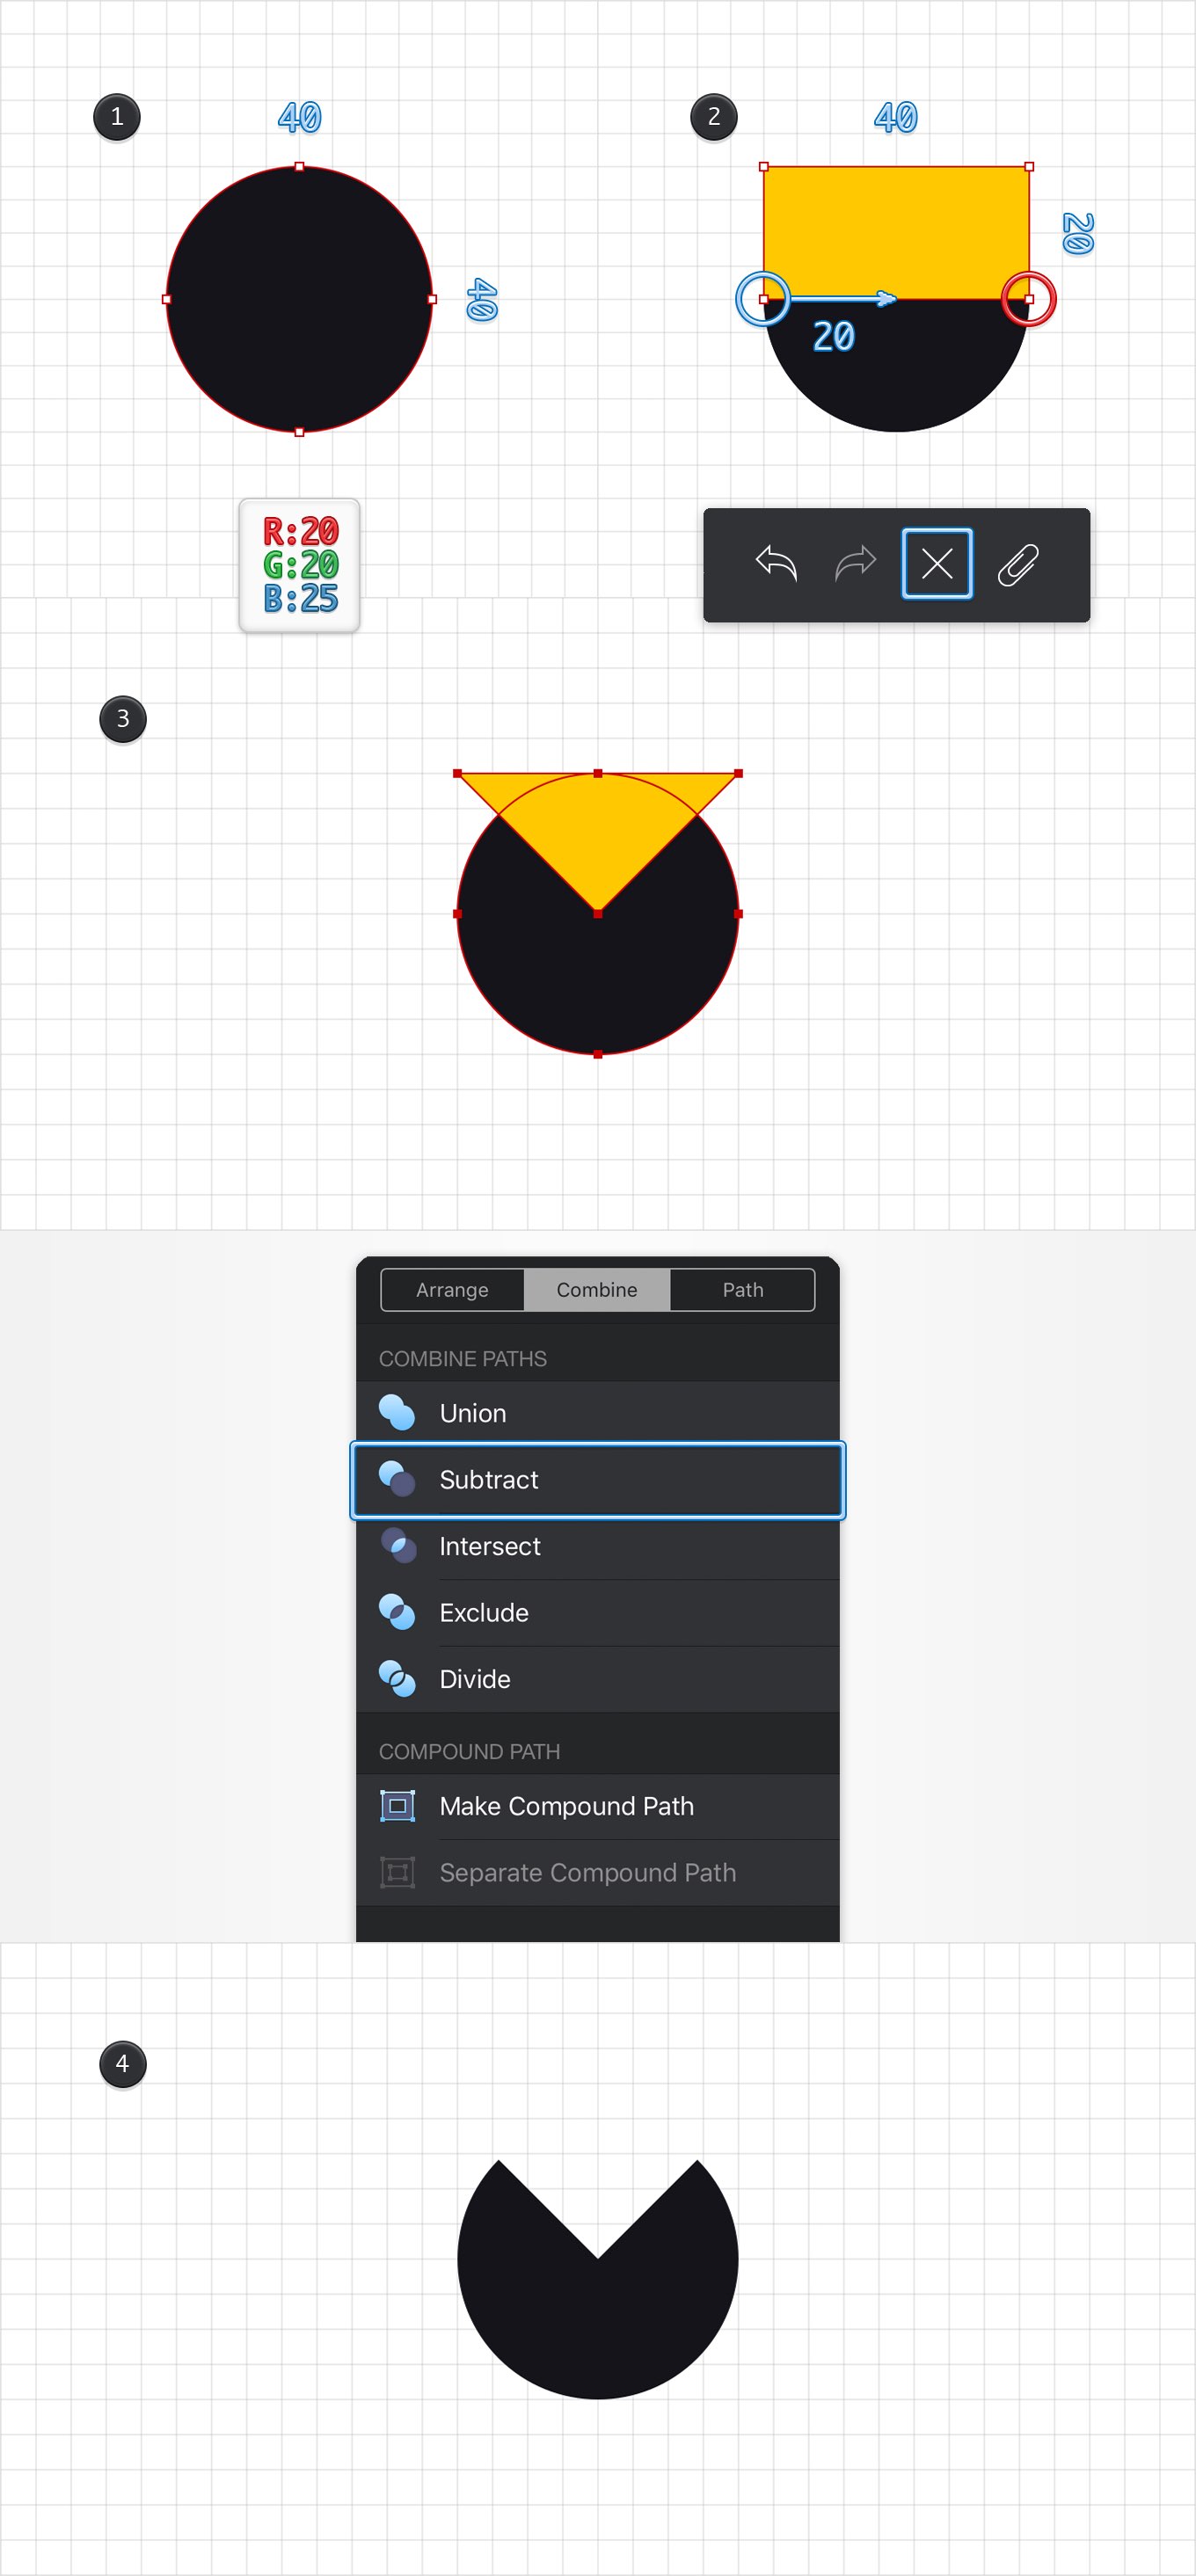 1
40
40
R:20
G:20
B:25
2
40
20
20
3
Arrange
Combine
Path
COMBINE PATHS
Union
Subtract
Intersect
Exclude
Divide
COMPOUND PATH
Make Compound Path
Separate Compound Path
4